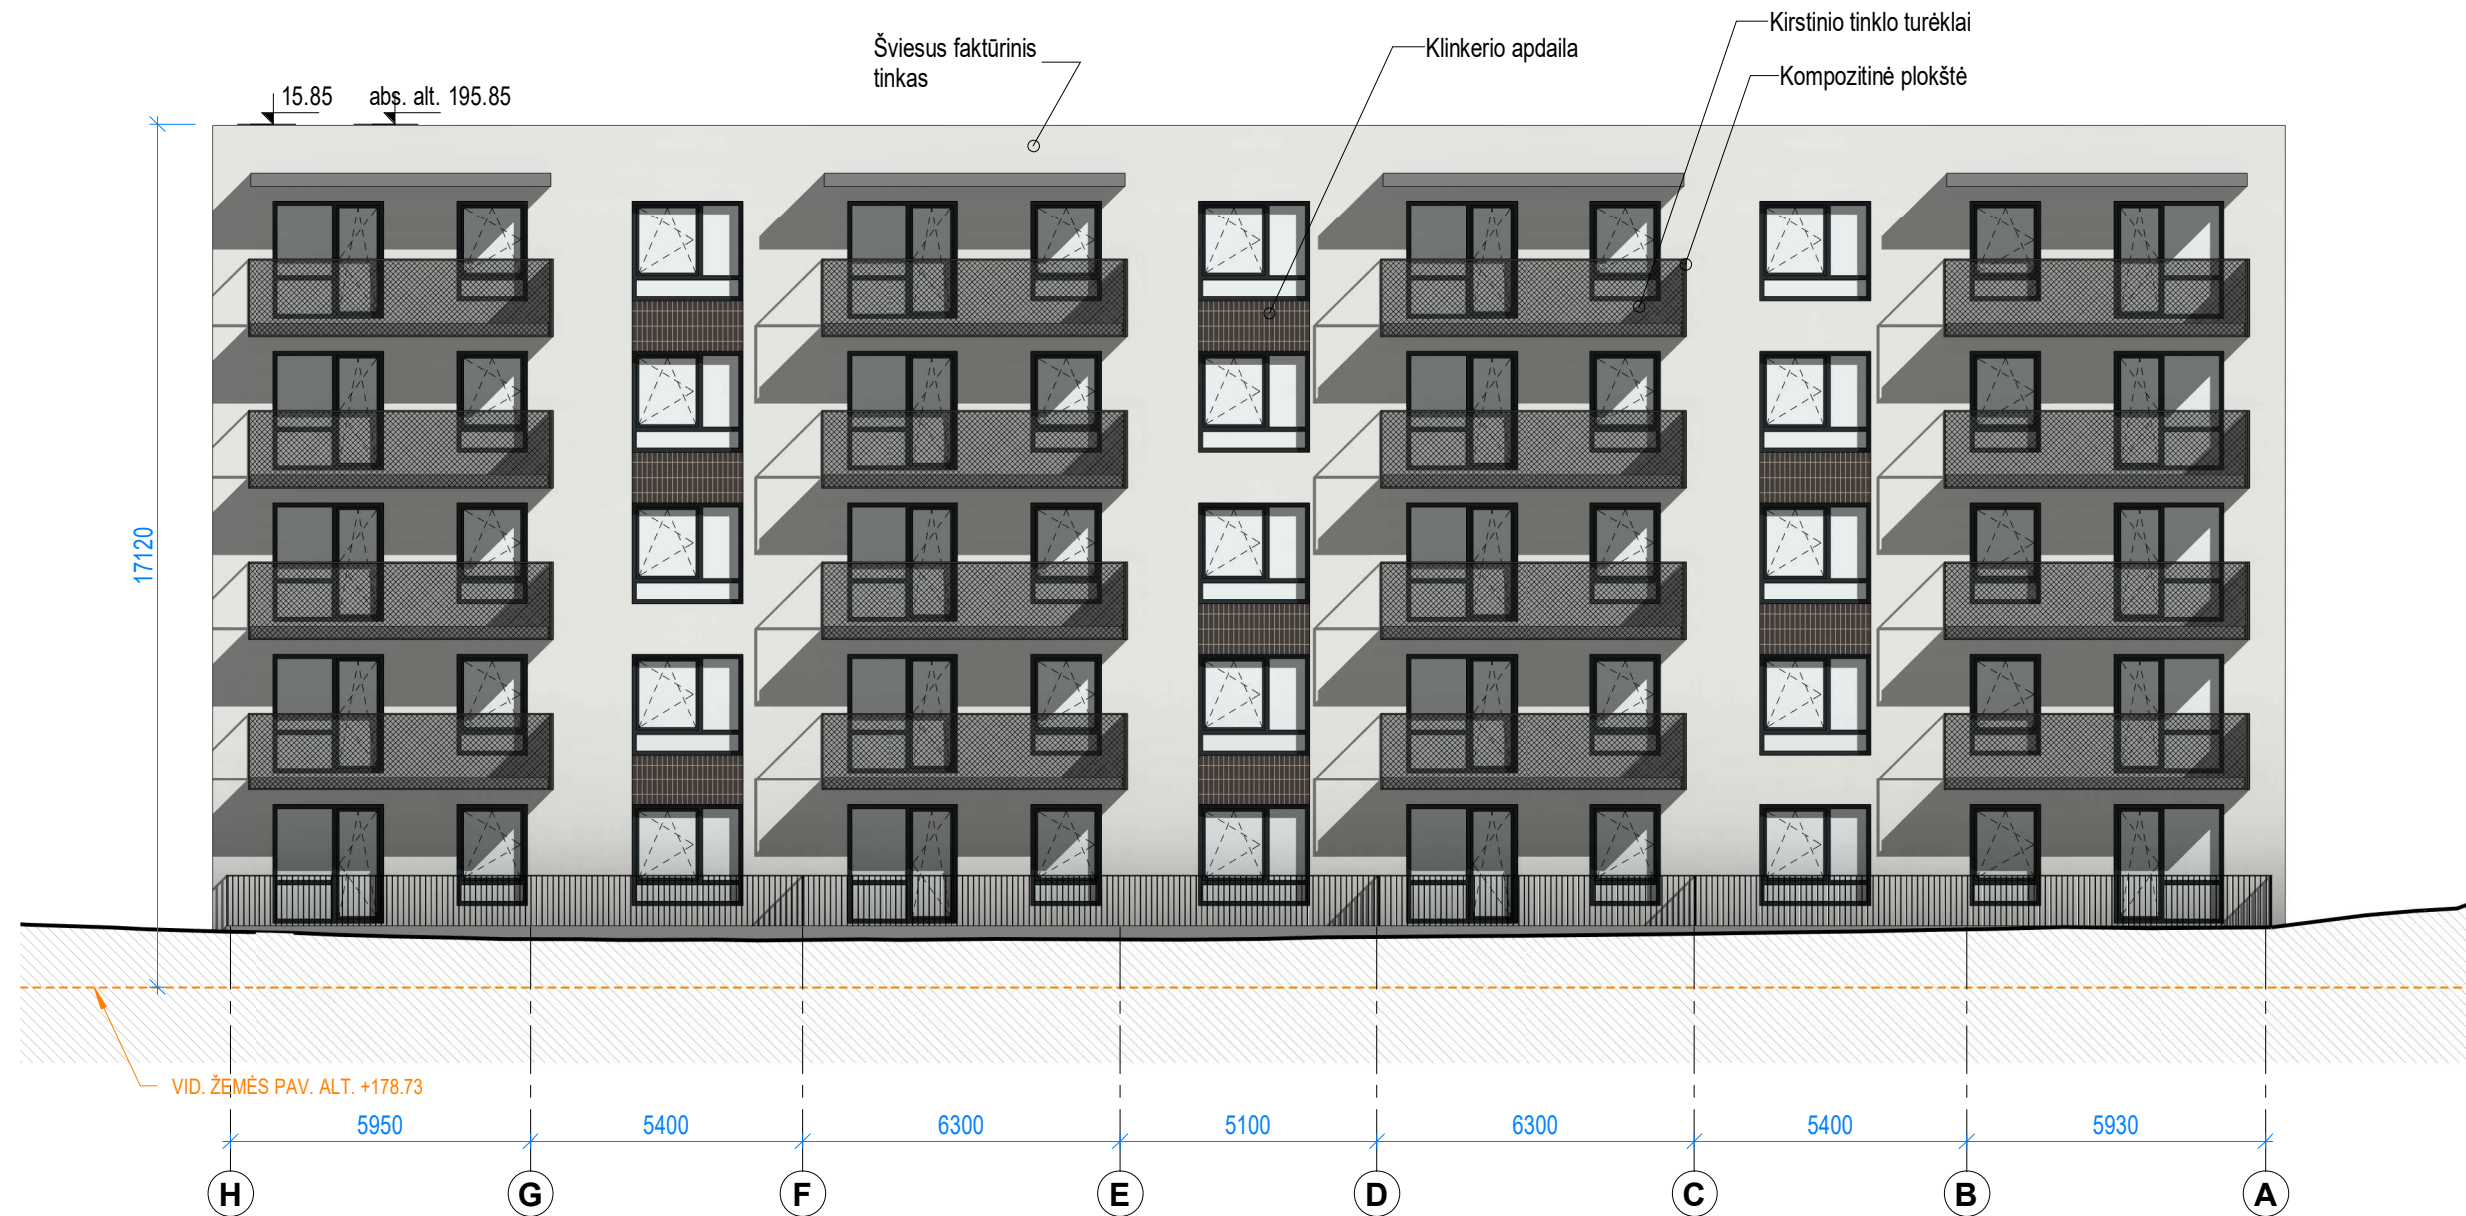 Kirstinio tinklo turėklai
Šviesus faktūrinis
tinkas
Klinkerio apdaila
Kompozitinė plokštė
15.85
abs. alt. 195.85
17120
VID. ŽEMĖS PAV. ALT. +178.73
5950
5400
6300
5100
6300
5400
5930
H
G
F
E
D
C
B
A